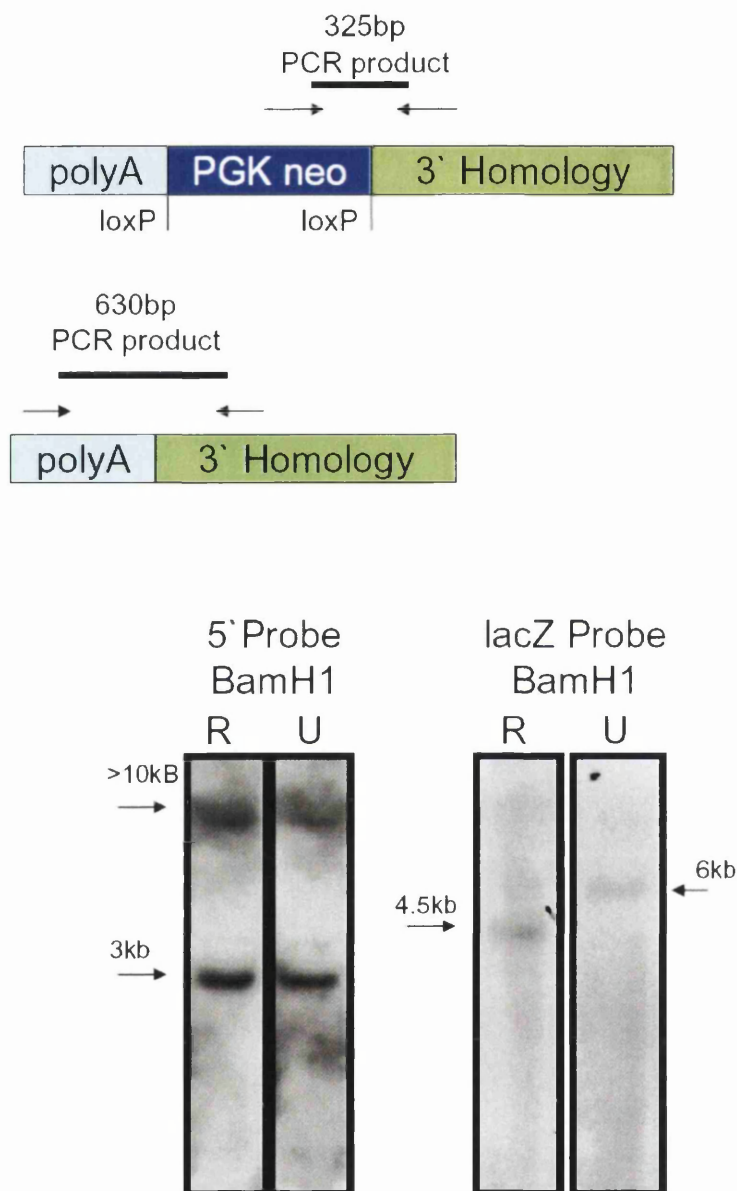 325bp
PCR product
polyA PGK neo 3` Homology
loxP loxP
630bp
PCR product
polyA 3` Homology
5`Probe lacZ Probe
BamH1 BamH1
R U R U
>10kB
6kb
4.5kb
3kb